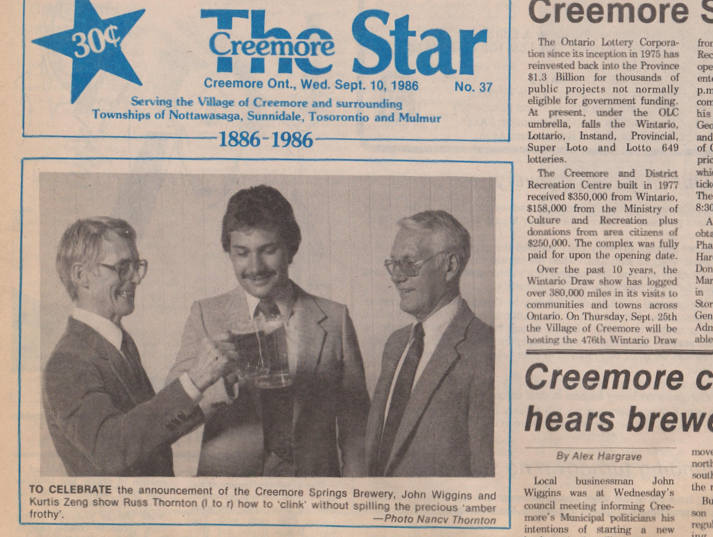 30¢
The Star
Creemore
Creemore Ont., Wed. Sept. 10, 1986 No. 37
Serving the Village of Creemore and surrounding
Townships of Nottawasaga, Sunnidale, Tosorontio and Mulmur
1886-1986
TO CELEBRATE the announcement of the Creemore Springs Brewery, John Wiggins and
Kurtis Zeng show Russ Thornton (l to r) how to 'clink' without spilling the precious 'amber
frothy'.
—Photo Nancy Thornton
Creemore S
The Ontario Lottery Corpora-
tion since its inception in 1975 has
reinvested back into the Province
$1.3 Billion for thousands of
public projects not normally
eligible for government funding.
At present, under the OLC
umbrella, falls the Wintario,
Lottario, Instand, Provincial,
Super Loto and Lotto 649
lotteries.
The Creemore and District
Recreation Centre built in 1977
received $350,000 from Wintario,
$158,000 from the Ministry of
Culture and Recreation plus
donations from area citizens of
$250,000. The complex was fully
paid for upon the opening date.
Over the past 10 years, the
Wintario Draw show has logged
over 380,000 miles in its visits to
communities and towns across
Ontario. On Thursday, Sept. 25th
the Village of Creemore will be
hosting the 476th Wintario Draw
Creemore c
hears brew
By Alex Hargrave
Local businessman John
Wiggins was at Wednesday's
council meeting informing Cree-
more's Municipal politicians his
intentions of starting a new